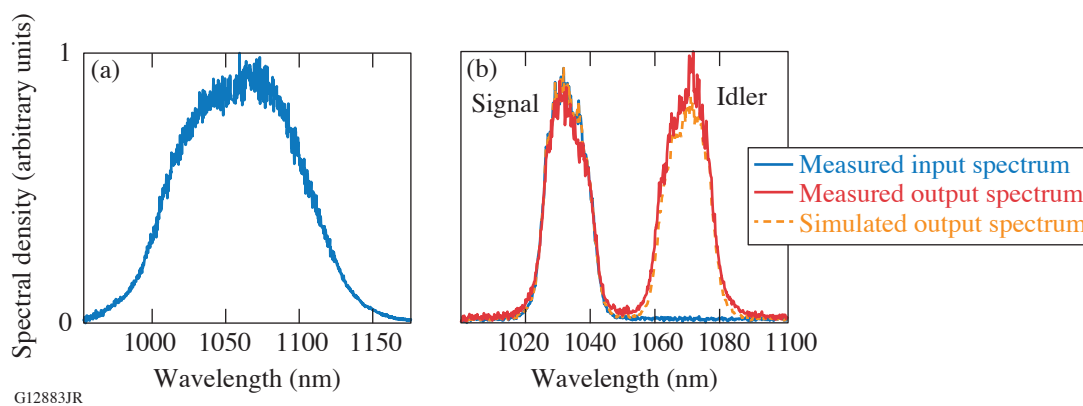 Spectral density (arbitrary units)
1
0
(a)
1000 1050 1100 1150
Wavelength (nm)
(b)
Signal
Idler
1020 1040 1060 1080 1100
Wavelength (nm)
Measured input spectrum
Measured output spectrum
Simulated output spectrum
G12883JR